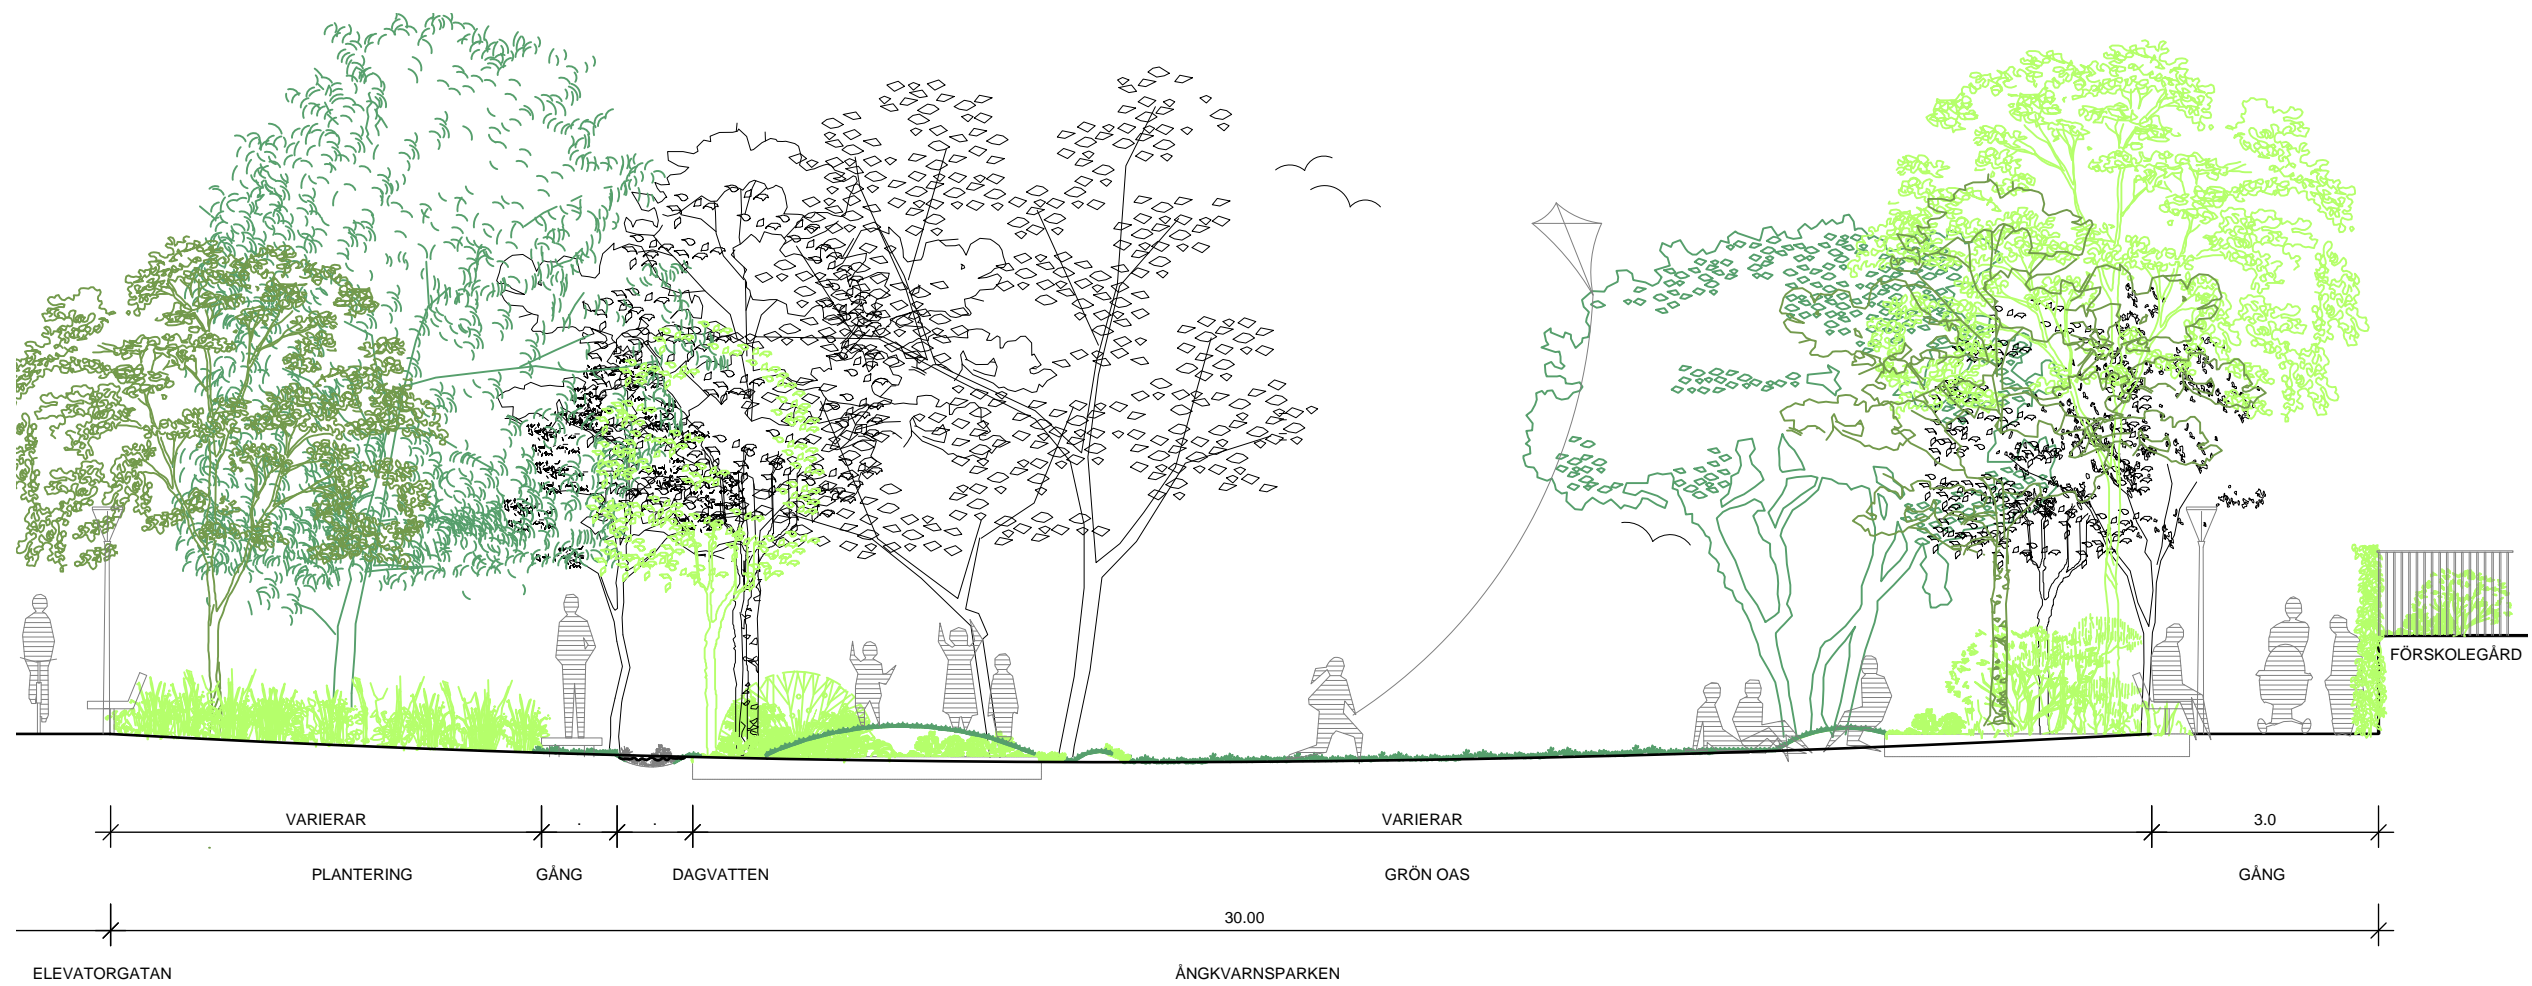 FÖRSKOLEGÅRD
VARIERAR . . VARIERAR 3.0
PLANTERING GÅNG DAGVATTEN GRÖN OAS GÅNG
30.00
ELEVATORGATAN ÅNGKVARNSPARKEN